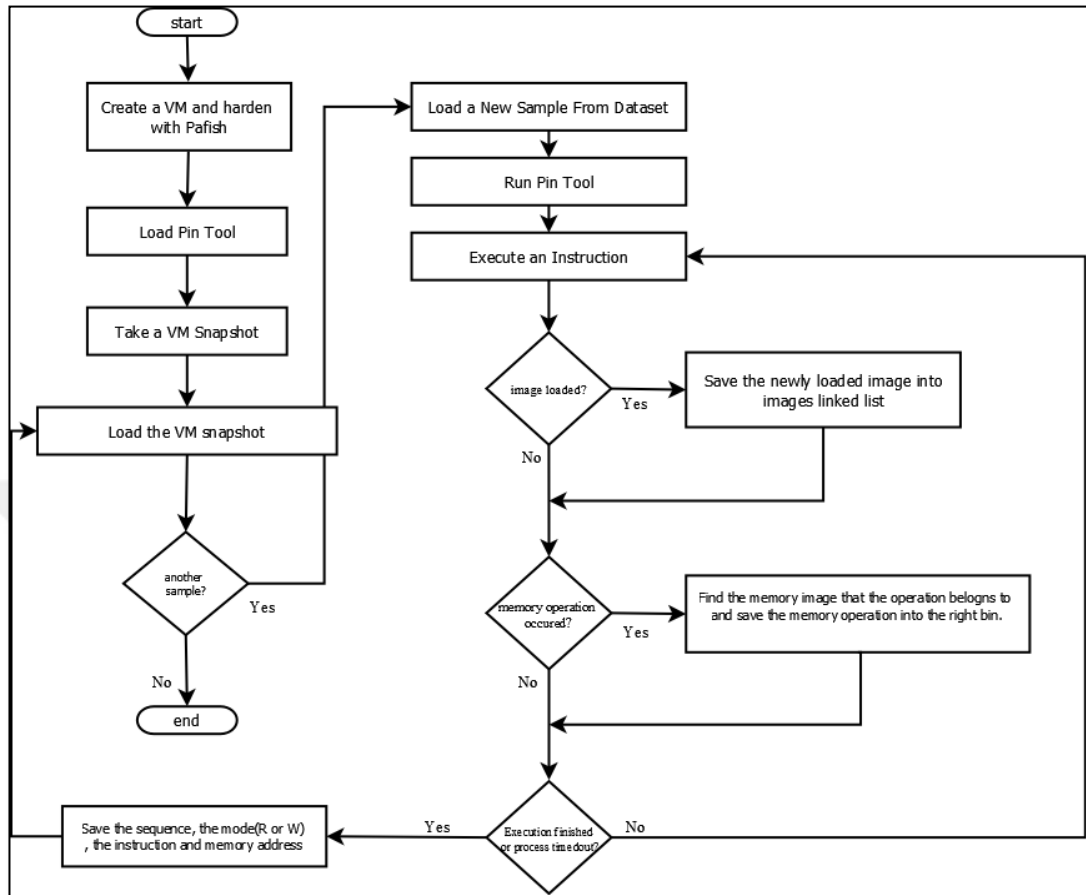 start
Create a VM and harden
with Pafish
Load Pin Tool
Take a VM Snapshot
Load the VM snapshot
another
sample?
Yes
No
end
Load a New Sample From Dataset
Run Pin Tool
Execute an Instruction
image loaded?
Yes
Save the newly loaded image into
images linked list
No
memory operation
occured?
Yes
Find the memory image that the operation belogns to
and save the memory operation into the right bin.
No
Execution finished
or process timeout?
No
Yes
Save the sequence, the mode(R or W)
, the instruction and memory address